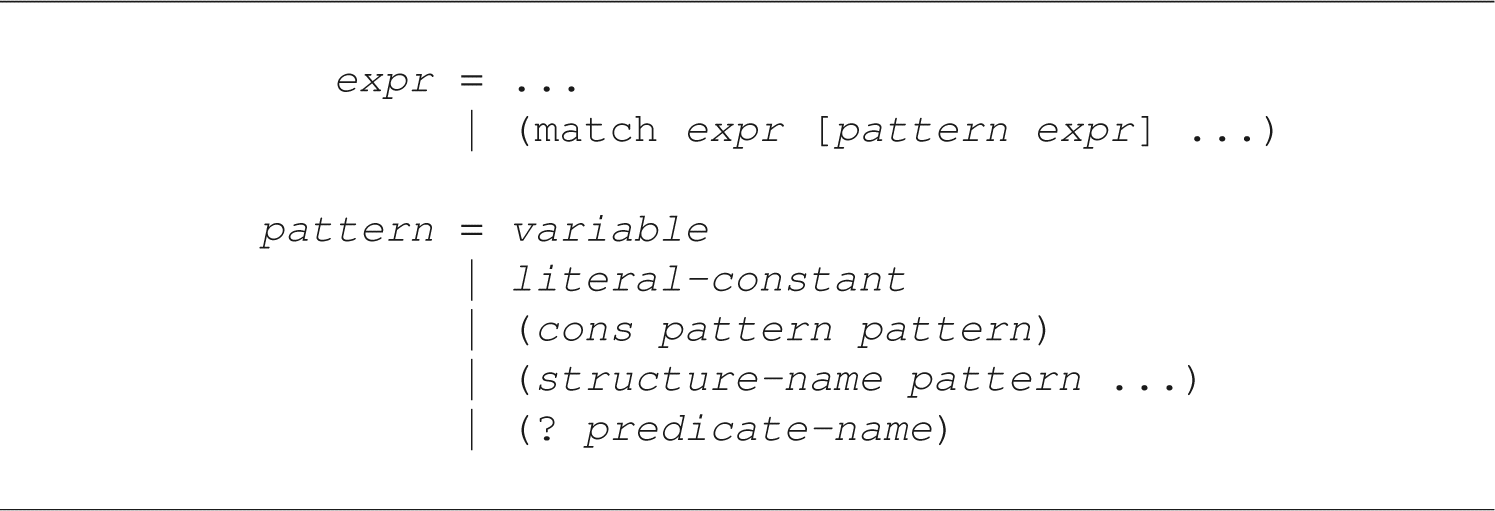 expr = ...
| (match expr [pattern expr] ...)
pattern = variable
| literal-constant
| (cons pattern pattern)
| (structure-name pattern ...)
| (? predicate-name)